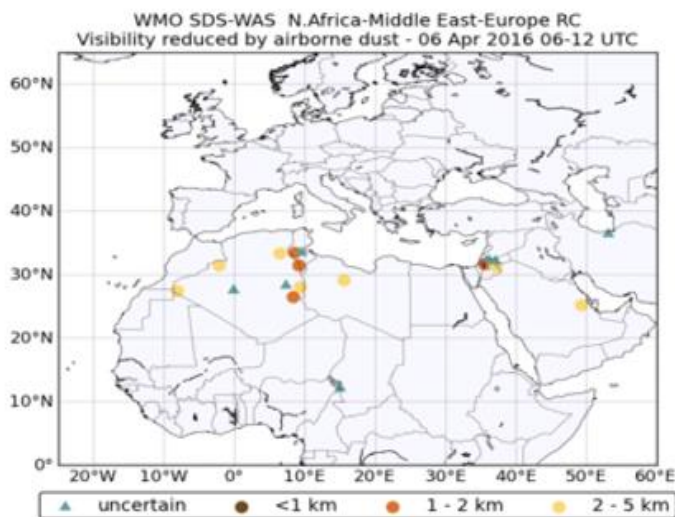 WMO SDS-WAS N.Africa-Middle East-Europe RC
Visibility reduced by airborne dust - 06 Apr 2016 06-12 UTC
60°N
50°N
40°N
30°N
20°N
10°N
0°
20°W 10°W 0° 10°E 20°E 30°E 40°E 50°E 60°E
uncertain <1 km 1 - 2 km 2 - 5 km